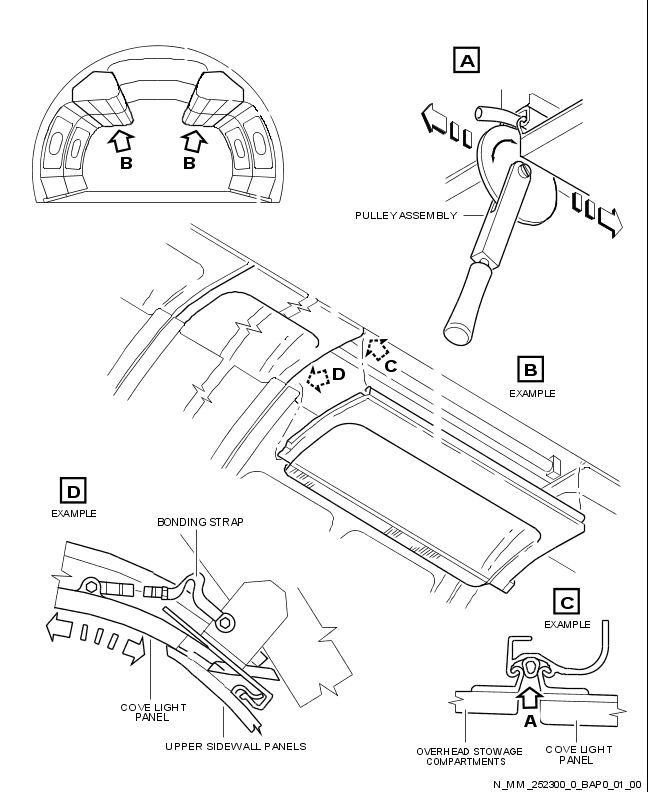 A
B
B
PULLEY ASSEMBLY
C
D
B
EXAMPLE
D
EXAMPLE
BONDING STRAP
C
EXAMPLE
A
COVE LIGHT
PANEL
UPPER SIDEWALL PANELS
OVERHEAD STOWAGE
COMPARTMENTS
COVE LIGHT
PANEL
N_MM_252300_0_BAP0_01_00